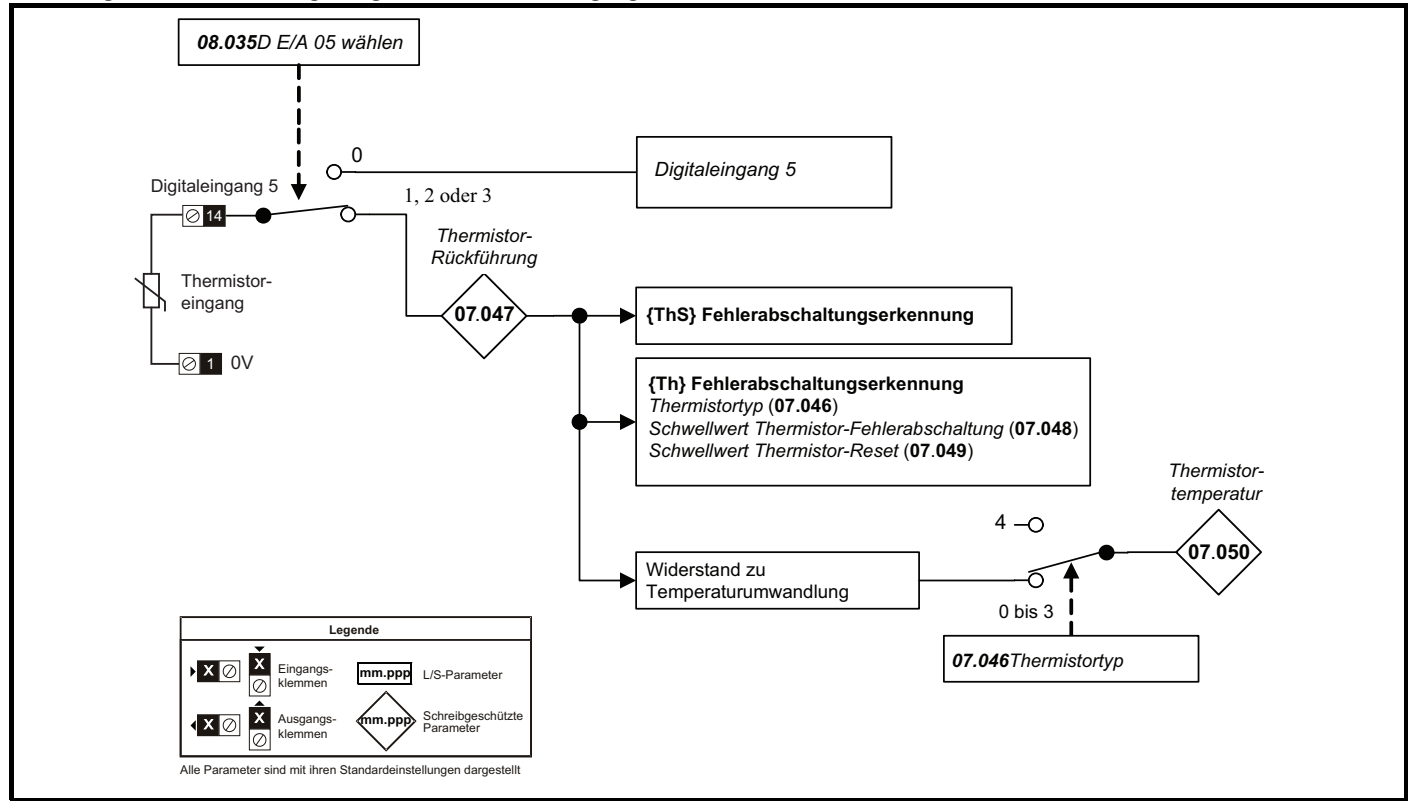 08.035D E/A 05 wählen
0
Digitaleingang 5
Digitaleingang 5
1, 2 oder 3
14
Thermistor-
Rückführung
Thermistor-
eingang
07.047
{ThS} Fehlerabschaltungserkennung
1 0V
{Th} Fehlerabschaltungserkennung
Thermistortyp (07.046)
Schwellwert Thermistor-Fehlerabschaltung (07.048)
Schwellwert Thermistor-Reset (07.049)
Thermistor-
temperatur
4
07.050
Widerstand zu
Temperaturumwandlung
0 bis 3
07.046Thermistortyp
Legende
X
X
Eingangs-
klemmen
mm.ppp
L/S-Parameter
X
X
Ausgangs-
klemmen
mm.ppp
Schreibgeschützte
Parameter
Alle Parameter sind mit ihren Standardeinstellungen dargestellt